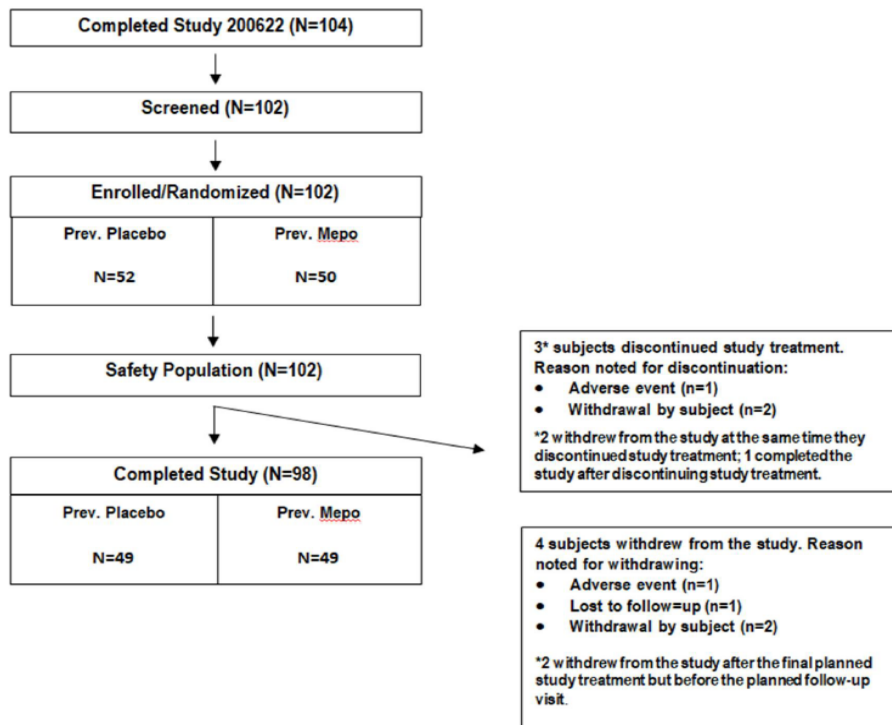 Completed Study 200622 (N=104)
Screened (N=102)
Enrolled/Randomized (N=102)
Prev. Placebo
N=52
Prev. Mepo
N=50
Safety Population (N=102)
3* subjects discontinued study treatment.
Reason noted for discontinuation:
• Adverse event (n=1)
• Withdrawal by subject (n=2)
*2 withdrew from the study at the same time they
discontinued study treatment; 1 completed the
study after discontinuing study treatment.
Completed Study (N=98)
Prev. Placebo
N=49
Prev. Mepo
N=49
4 subjects withdrew from the study. Reason
noted for withdrawing:
• Adverse event (n=1)
• Lost to follow=up (n=1)
• Withdrawal by subject (n=2)
*2 withdrew from the study after the final planned
study treatment but before the planned follow-up
visit.